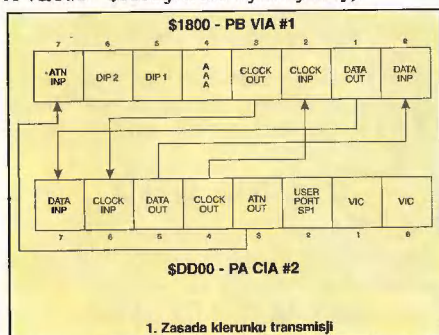 $1800 - PB VIA #1
7 6 5 4 3 2 1 0
ATN INP
DIP 2
DIP 1
A A A
CLOCK OUT
CLOCK INP
DATA OUT
DATA INP
DATA INP
CLOCK INP
DATA OUT
CLOCK OUT
ATN OUT
USER PORT SP1
VIC
VIC
7 6 5 4 3 2 1 0
$DD00 - PA CIA #2
1. Zasada kierunku transmisji